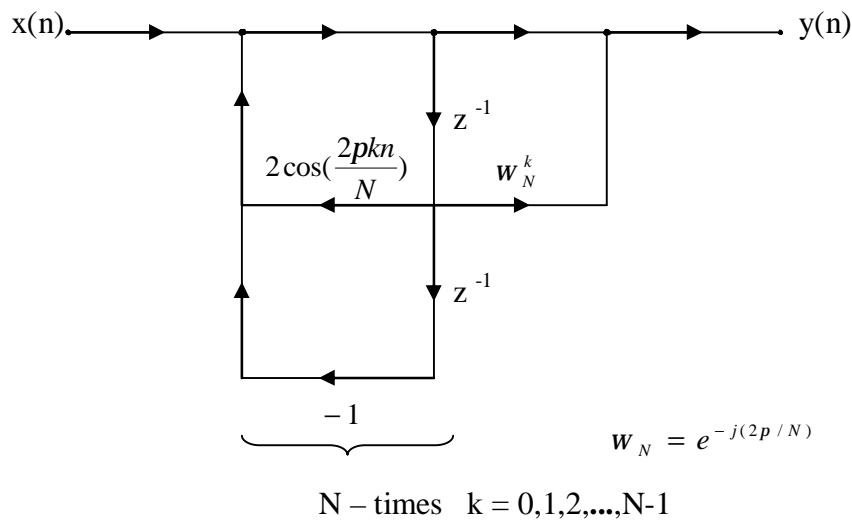 x(n) y(n)
z⁻¹
2cos(2pkn/N) W_N^k
z⁻¹
−1
W_N = e^{−j(2p/N)}
N – times k = 0,1,2,...,N-1